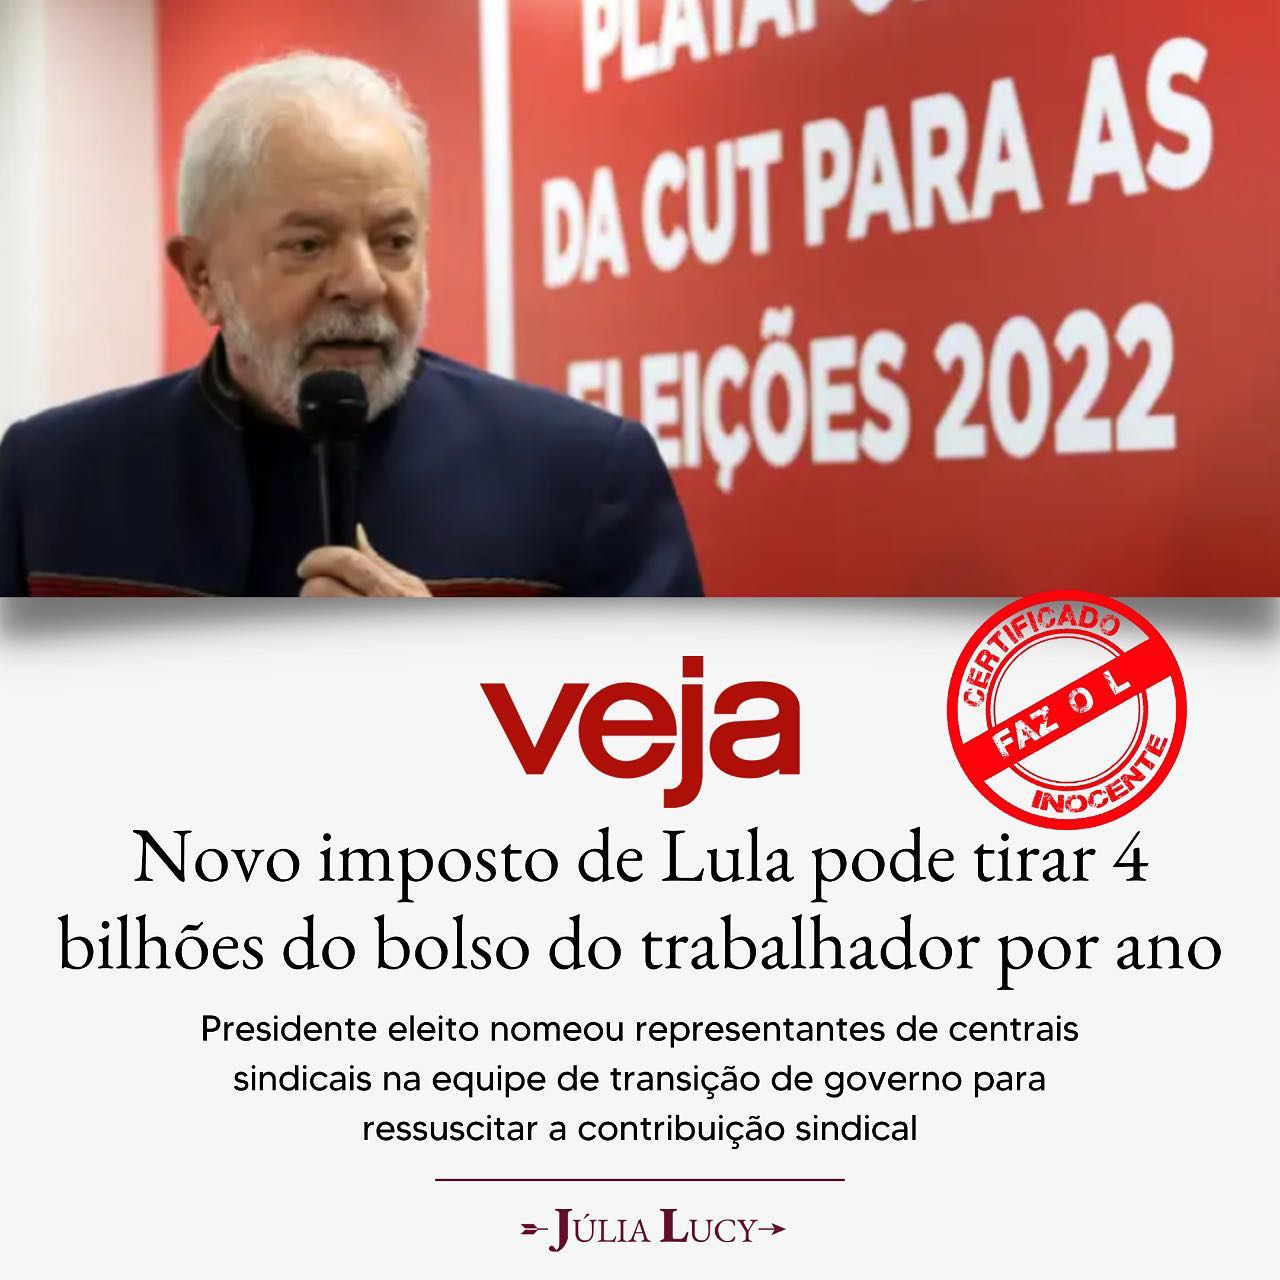 PLATAFO
DA CUT PARA AS
ELEIÇÕES 2022
CERTIFICADO
FAZ O L
INOCENTE
veja
Novo imposto de Lula pode tirar 4
bilhões do bolso do trabalhador por ano
Presidente eleito nomeou representantes de centrais
sindicais na equipe de transição de governo para
ressuscitar a contribuição sindical
JÚLIA LUCY